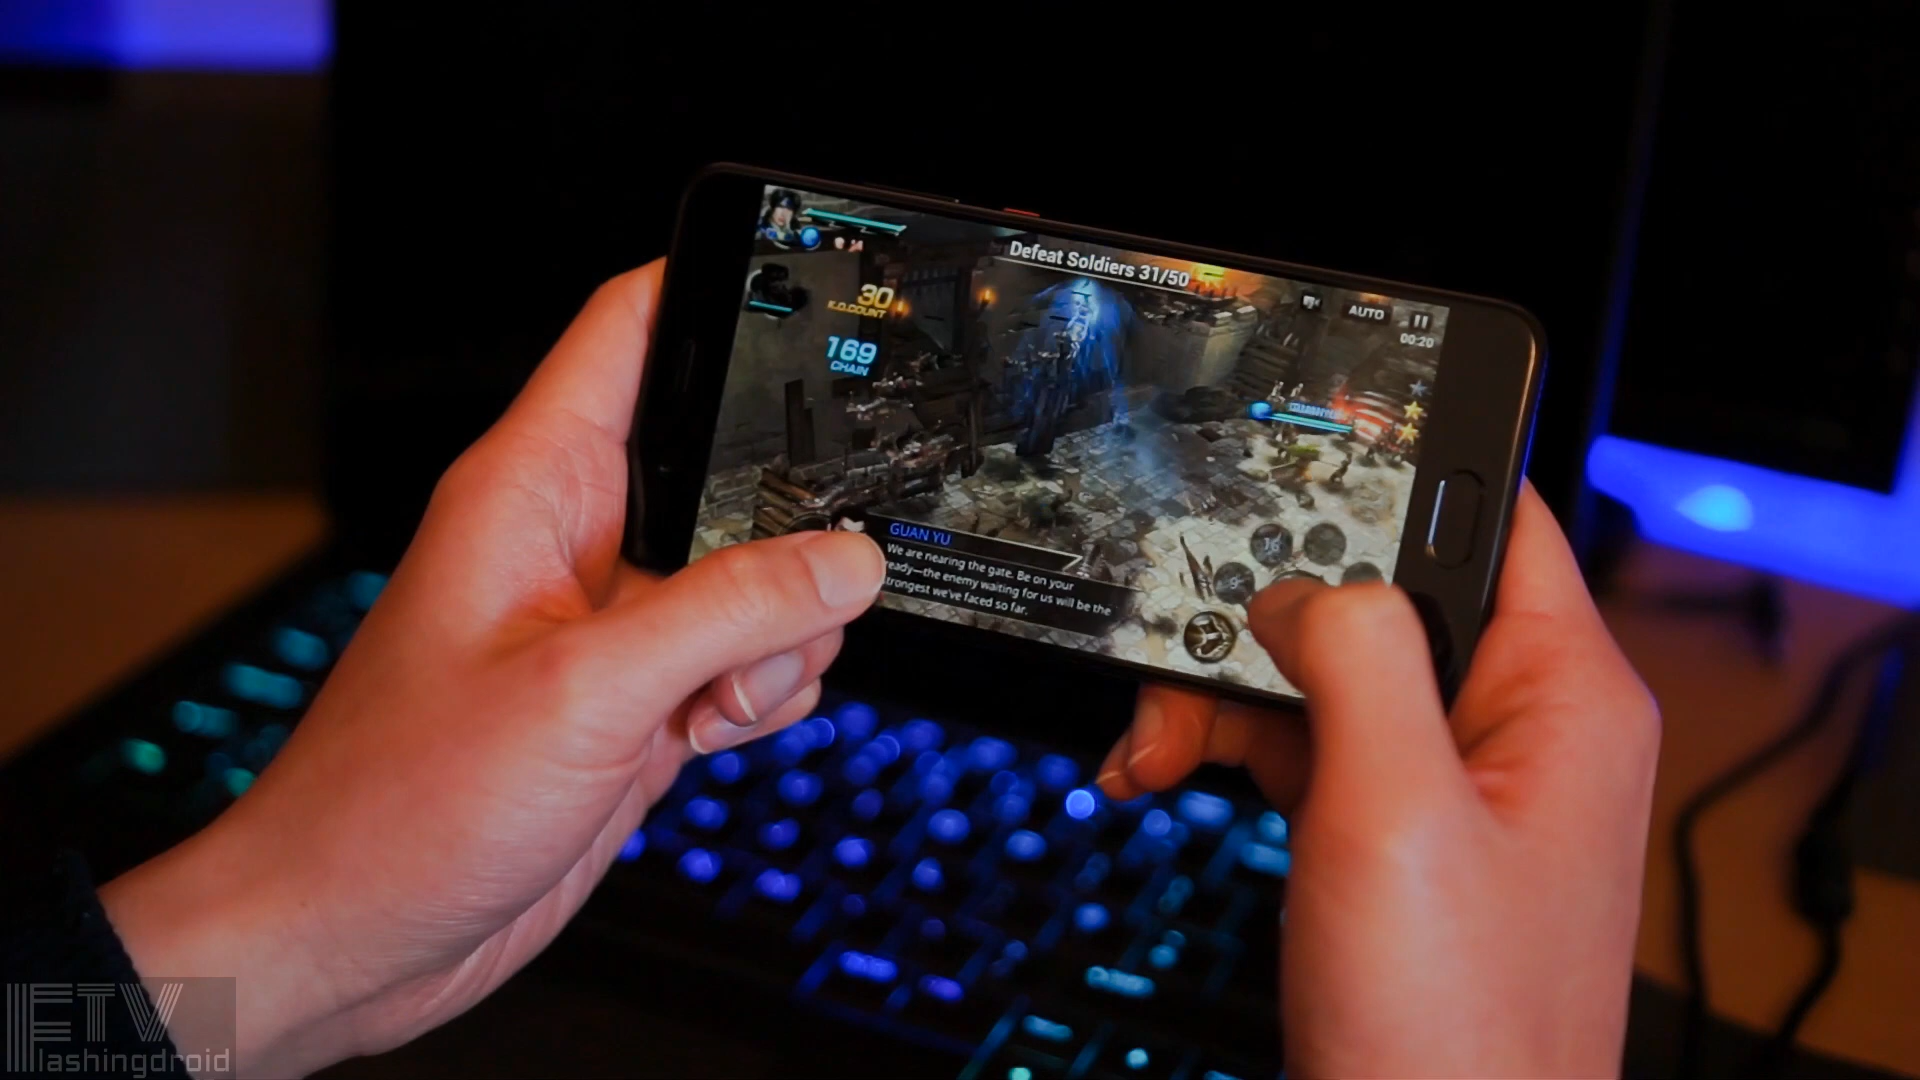 Defeat Soldiers 31/50
30
K.O.COUNT
169
CHAIN
AUTO
00:20
GUAN YU
We are nearing the gate. Be on your
ready—the enemy waiting for us will be the
strongest we've faced so far.
16
9
ETV
lashingdroid